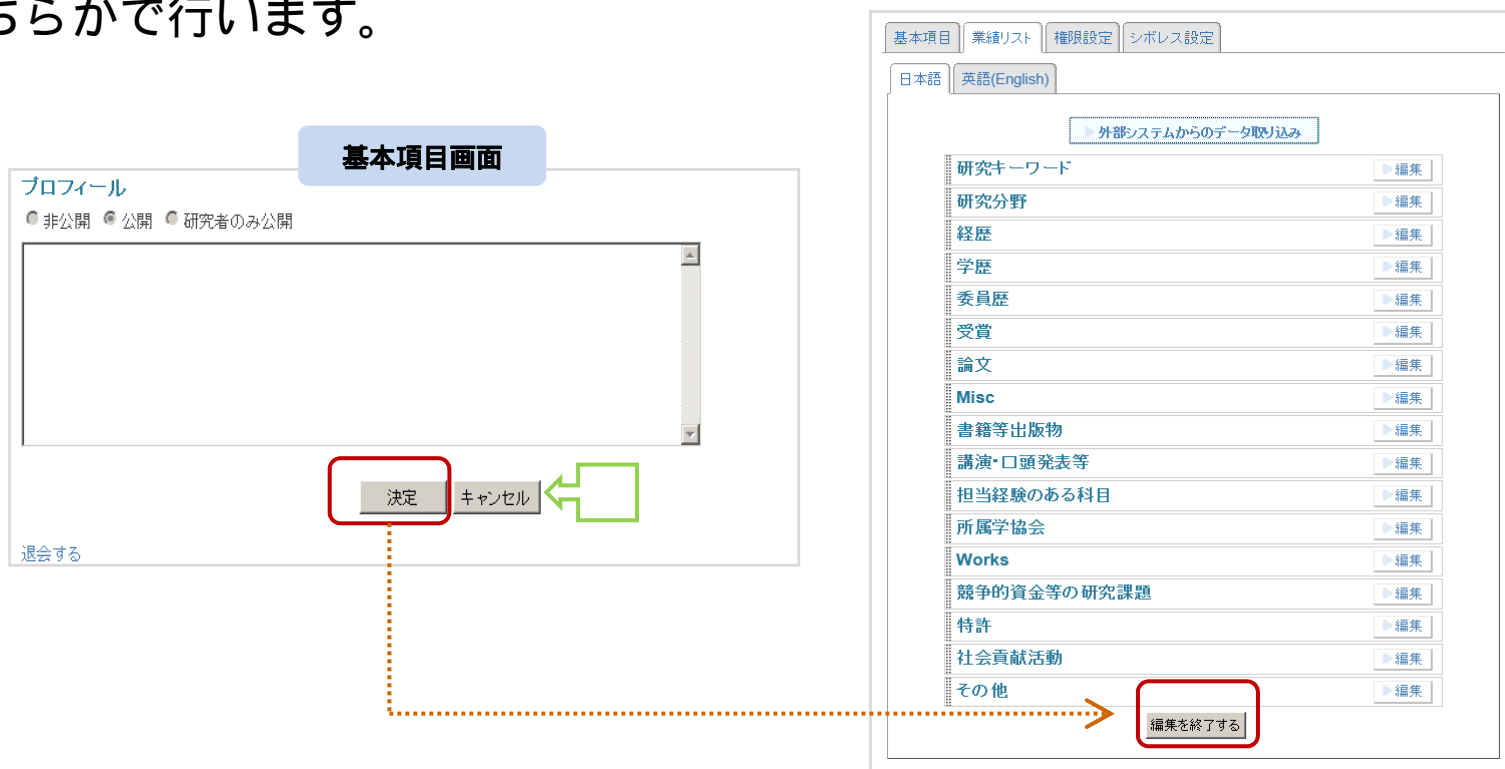 ちらかで行います。
基本項目画面
プロフィール
非公開 公開 研究者のみ公開
決定 キャンセル
退会する
基本項目 業績リスト 権限設定 シボレス設定
日本語 英語(English)
外部システムからのデータ取り込み
研究キーワード 編集
研究分野 編集
経歴 編集
学歴 編集
委員歴 編集
受賞 編集
論文 編集
Misc 編集
書籍等出版物 編集
講演・口頭発表等 編集
担当経験のある科目 編集
所属学協会 編集
Works 編集
競争的資金等の研究課題 編集
特許 編集
社会貢献活動 編集
その他 編集
編集を終了する